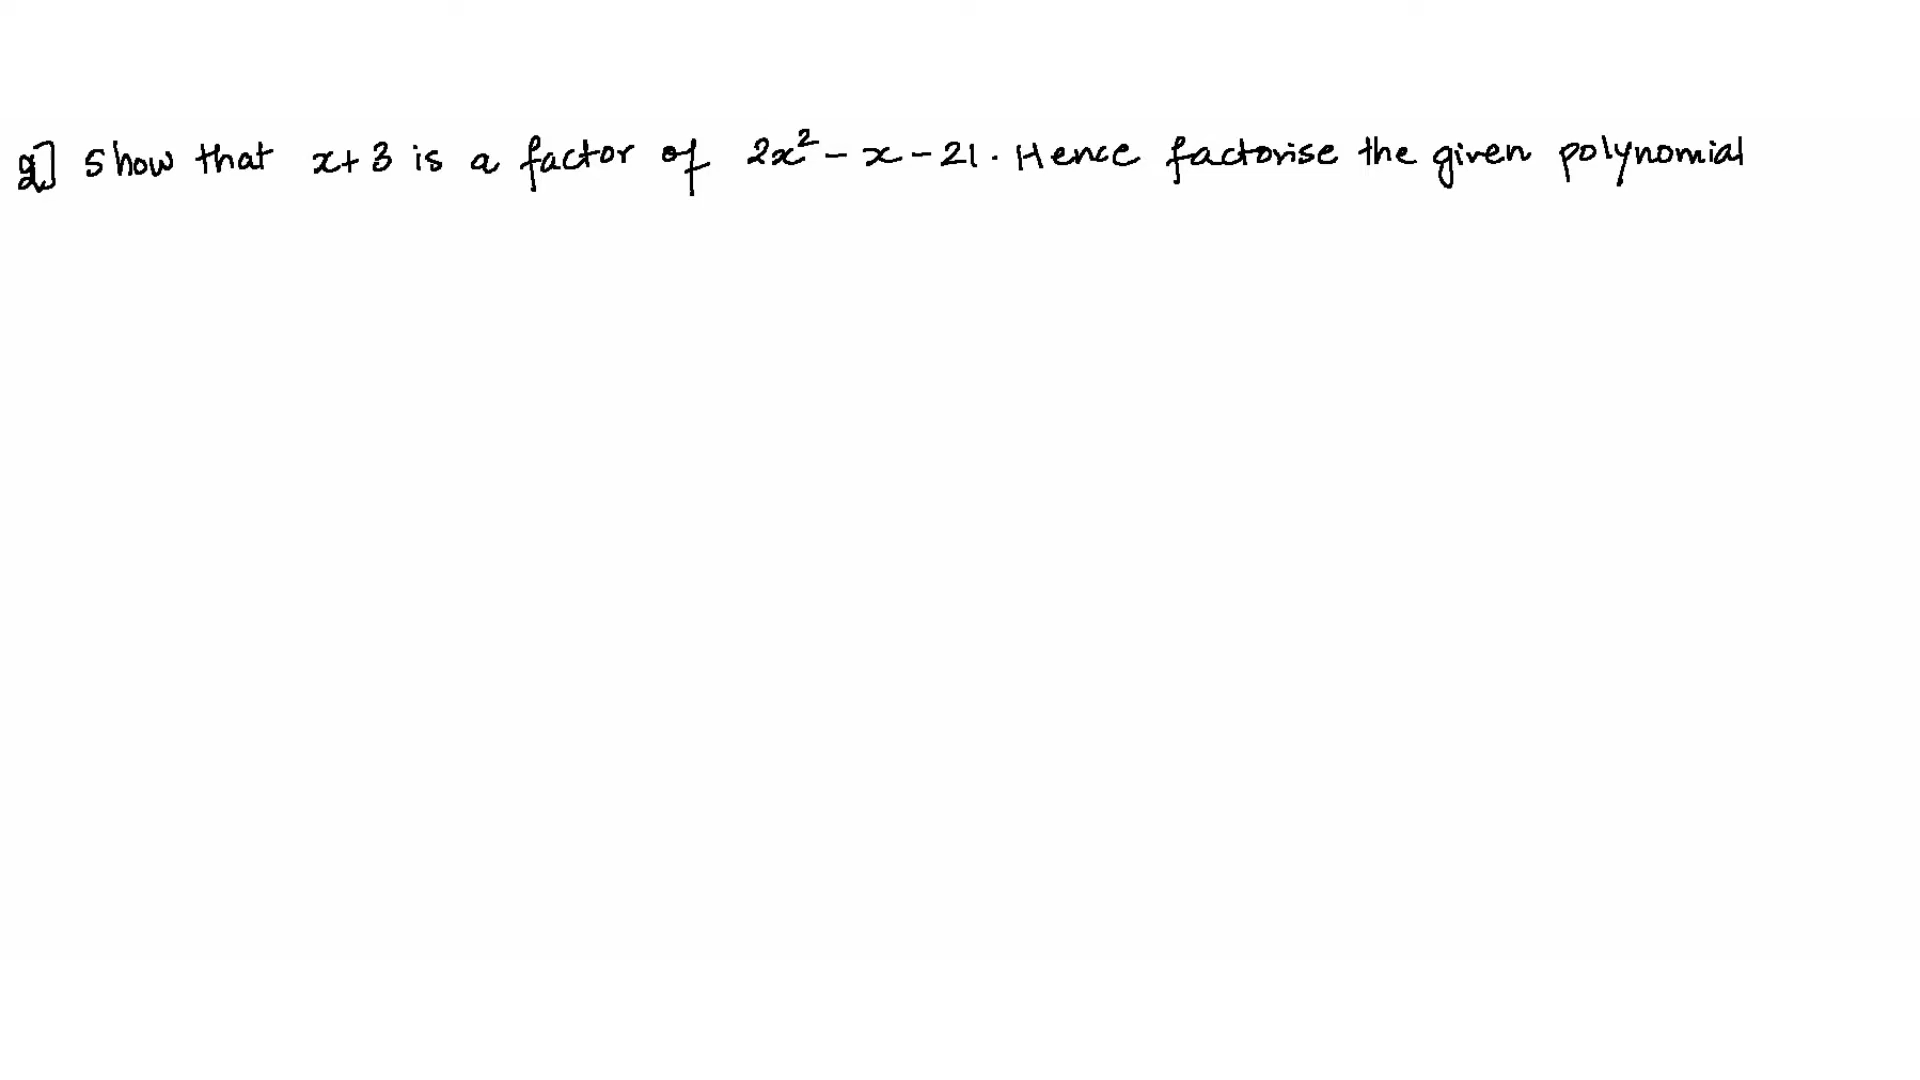 q] Show that x+3 is a factor of 2x² - x - 21. Hence factorise the given polynomial